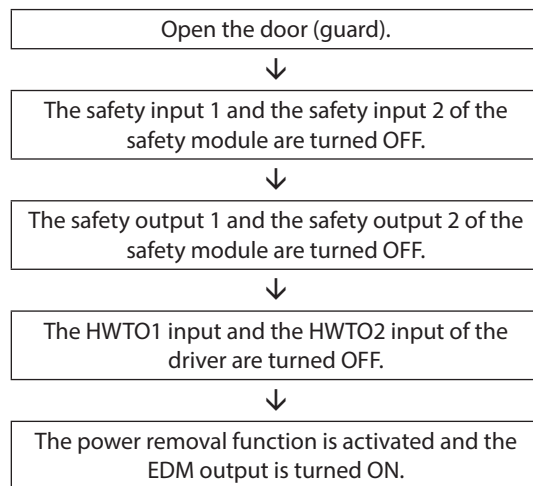 Open the door (guard).
The safety input 1 and the safety input 2 of the
safety module are turned OFF.
The safety output 1 and the safety output 2 of the
safety module are turned OFF.
The HWTO1 input and the HWTO2 input of the
driver are turned OFF.
The power removal function is activated and the
EDM output is turned ON.